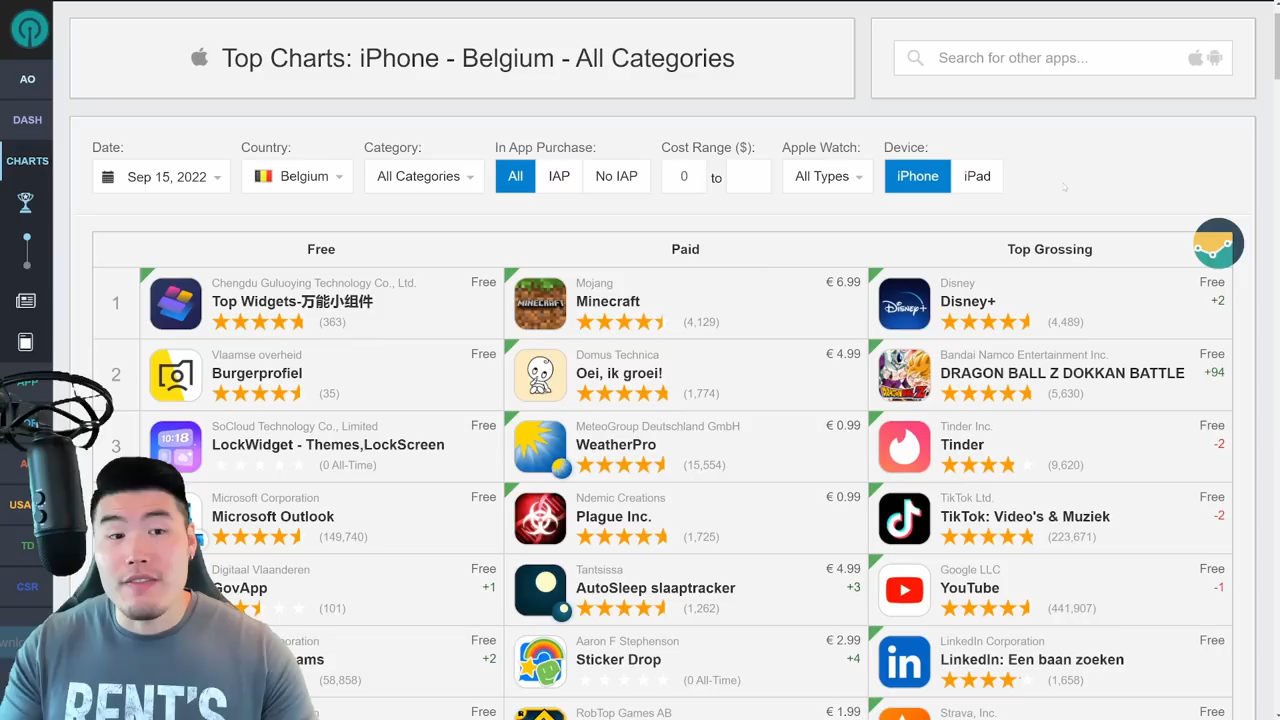 Top Charts: iPhone - Belgium - All Categories
Search for other apps...
AO
DASH
CHARTS
Date:
Country:
Category:
In App Purchase:
Cost Range ($):
Apple Watch:
Device:
Sep 15, 2022
Belgium
All Categories
All
IAP
No IAP
0
to
All Types
iPhone
iPad
Free
Paid
Top Grossing
1
Chengdu Guluoying Technology Co., Ltd.
Free
Top Widgets-万能小组件
(363)
Mojang
€ 6.99
MINECRAFT
Minecraft
(4,129)
Disney
Free
Disney+
Disney+
+2
(4,489)
2
Vlaamse overheid
Free
Burgerprofiel
(35)
Domus Technica
€ 4.99
Oei, ik groei!
(1,774)
Bandai Namco Entertainment Inc.
Free
DRAGON BALL Z DOKKAN BATTLE
+94
(5,630)
3
SoCloud Technology Co., Limited
Free
10:18
LockWidget - Themes,LockScreen
(0 All-Time)
MeteoGroup Deutschland GmbH
€ 0.99
WeatherPro
(15,554)
Tinder Inc.
Free
Tinder
-2
(9,620)
Microsoft Corporation
Free
Microsoft Outlook
(149,740)
Ndemic Creations
€ 0.99
Plague Inc.
(1,725)
TikTok Ltd.
Free
TikTok: Video's & Muziek
-2
(223,671)
Digitaal Vlaanderen
Free
GovApp
+1
(101)
Tantsissa
€ 4.99
AutoSleep slaaptracker
+3
(1,262)
Google LLC
Free
YouTube
-1
(441,907)
Free
+2
(58,858)
Aaron F Stephenson
€ 2.99
Sticker Drop
+4
(0 All-Time)
LinkedIn Corporation
Free
in
LinkedIn: Een baan zoeken
(1,658)
Free
RobTop Games AB
€ 1.99
Strava, Inc.
Free
APP
TD
CSR
RENT'S